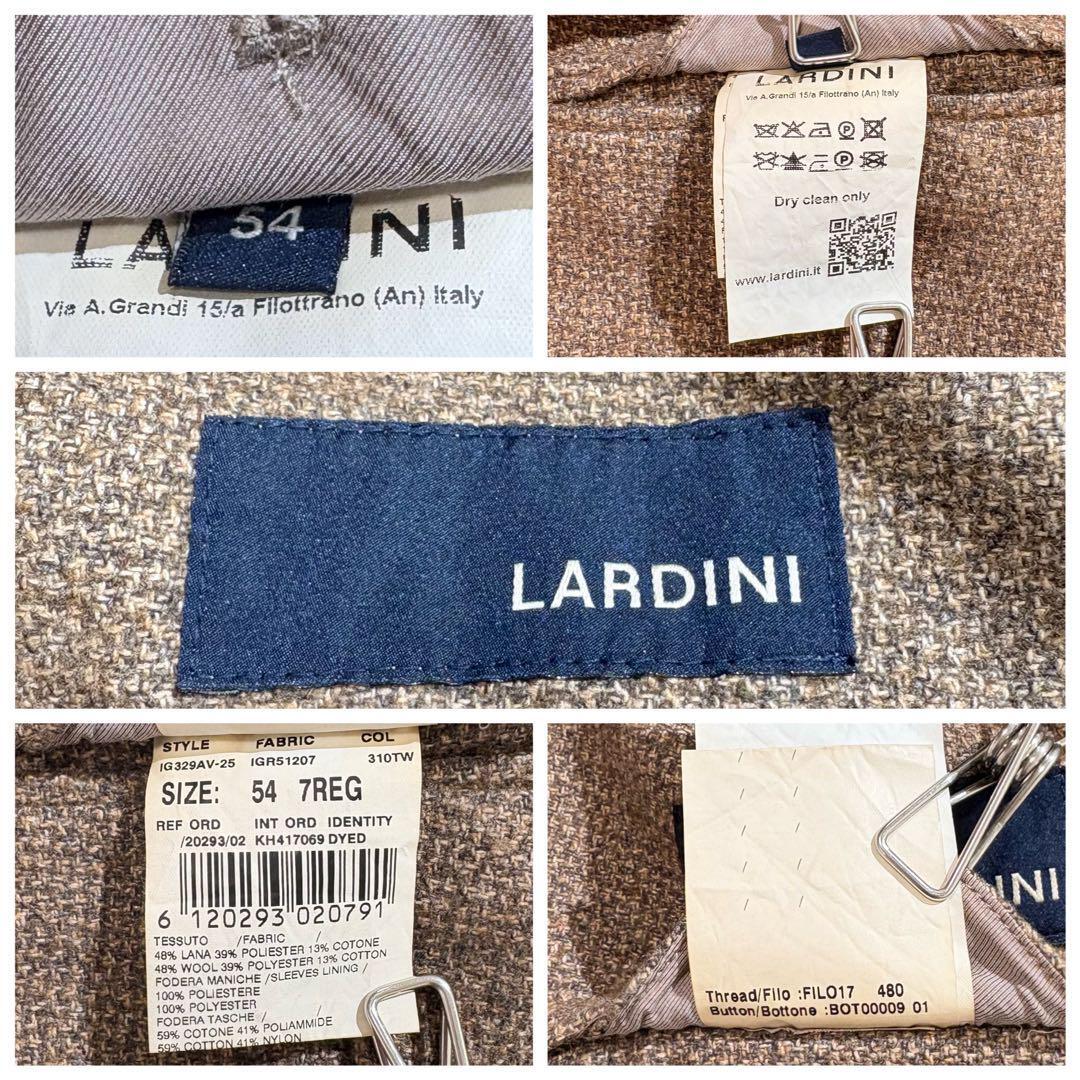 LARDINI
54
Via A.Grandi 15/a Filottrano (An) Italy
LARDINI
Via A.Grandi 15/a Filottrano (An) Italy
Dry clean only
www.lardini.it
LARDINI
STYLE FABRIC COL
IG329AV-25 IGR51207 310TW
SIZE: 54 7REG
REF ORD INT ORD IDENTITY
/20293/02 KH417069 DYED
6 120293 020791
TESSUTO /FABRIC /
48% LANA 39% POLIESTER 13% COTONE
48% WOOL 39% POLYESTER 13% COTTON
FODERA MANICHE /SLEEVES LINING /
100% POLIESTERE
100% POLYESTER
FODERA TASCHE /
59% COTONE 41% POLIAMMIDE
59% COTTON 41% NYLON
INI
Thread/Filo :FILO17 480
Button/Bottone :BOT00009 01